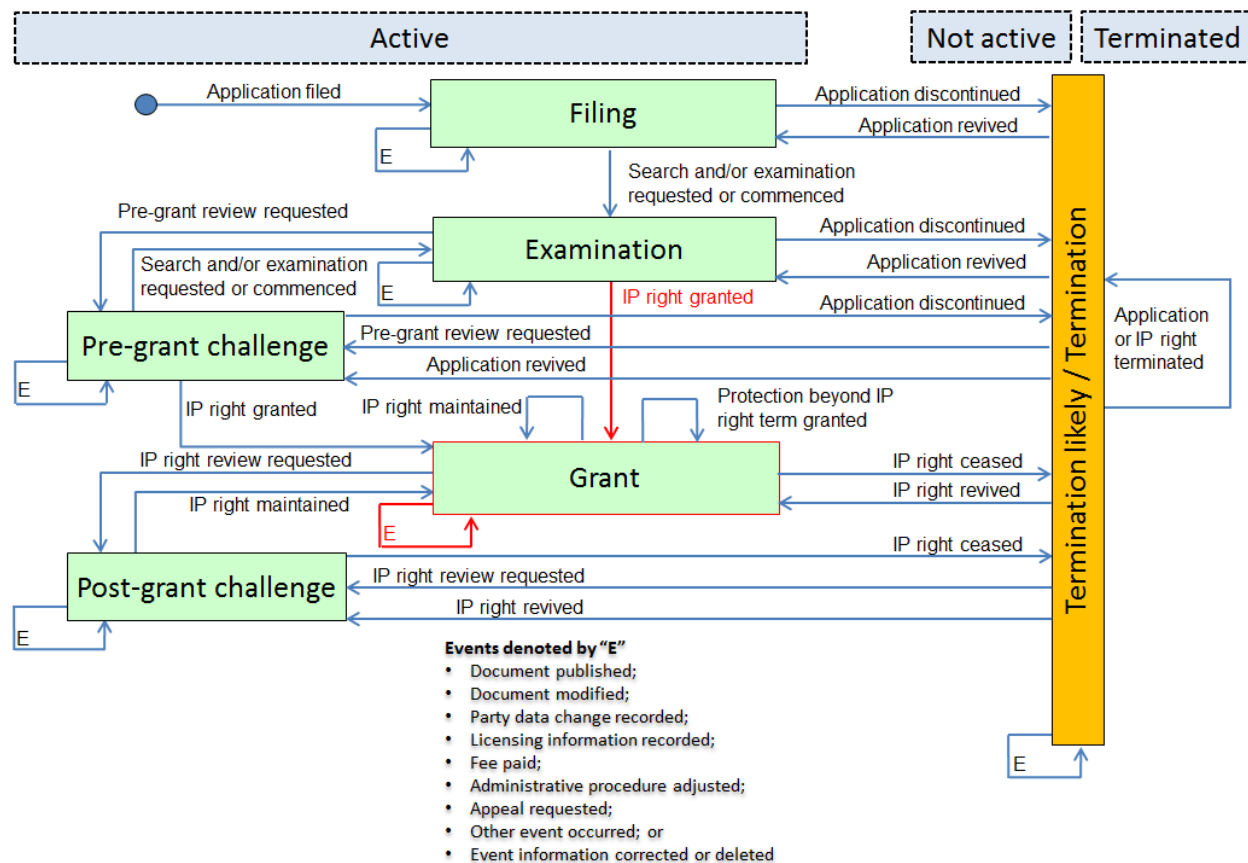 Active
Not active
Terminated
Application filed
Filing
Application discontinued
Application revived
E
Search and/or examination
requested or commenced
Pre-grant review requested
Examination
Application discontinued
Search and/or examination
requested or commenced
Application revived
E
IP right granted
Application discontinued
Pre-grant challenge
Pre-grant review requested
Application
or IP right
terminated
E
Application revived
IP right granted
IP right maintained
Protection beyond IP
right term granted
IP right review requested
Grant
IP right ceased
IP right maintained
IP right revived
E
IP right ceased
Post-grant challenge
IP right review requested
IP right revived
E
Termination likely / Termination
Events denoted by “E”
• Document published;
• Document modified;
• Party data change recorded;
• Licensing information recorded;
• Fee paid;
• Administrative procedure adjusted;
• Appeal requested;
• Other event occurred; or
• Event information corrected or deleted
E